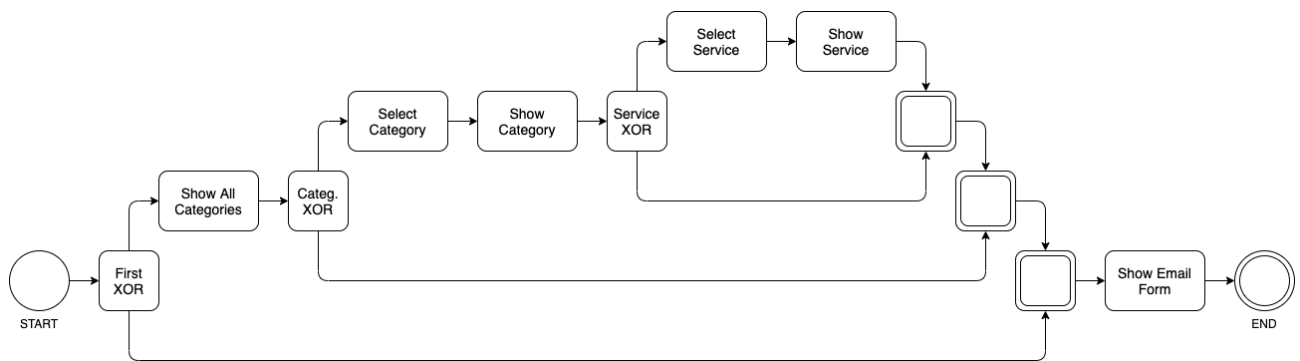 Select
Service
Show
Service
Select
Category
Show
Category
Service
XOR
Show All
Categories
Categ.
XOR
First
XOR
Show Email
Form
START
END